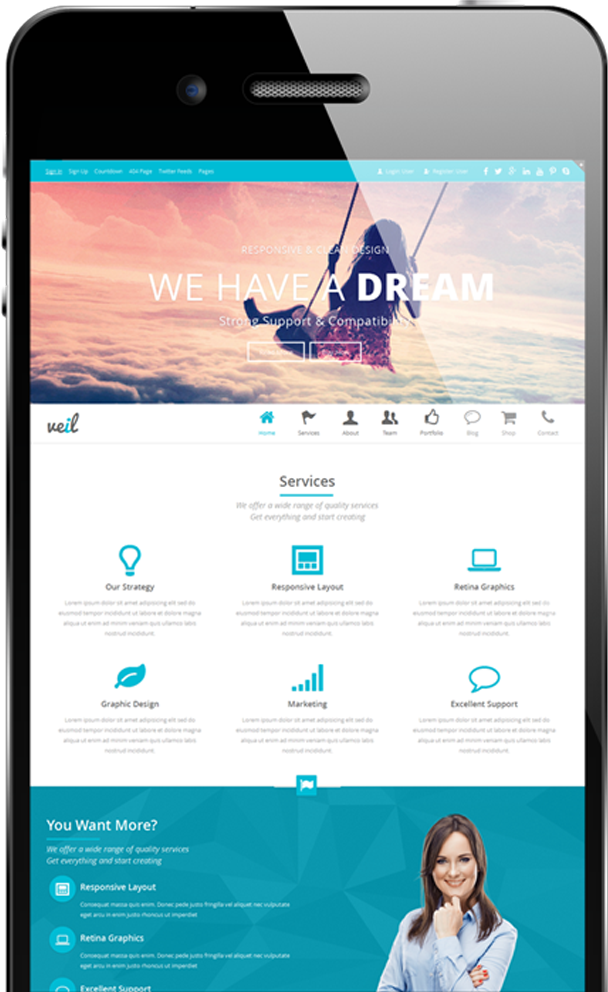 Sign In Sign Up Countdown 404 Page Twitter Feeds Pages Login User Register User
RESPONSIVE & CLEAN DESIGN
WE HAVE A DREAM
Strong Support & Compatibility
veil
Home Services About Team Portfolio Blog Shop Contact
Services
We offer a wide range of quality services
Get everything and start creating
Our Strategy
Lorem ipsum dolor sit amet adipisicing elit sed do
eiusmod tempor incididunt ut labore et dolore magna
aliqua ut enim ad minim veniam quis ullamco labis
nostrud incididunt.
Responsive Layout
Lorem ipsum dolor sit amet adipisicing elit sed do
eiusmod tempor incididunt ut labore et dolore magna
aliqua ut enim ad minim veniam quis ullamco labis
nostrud incididunt.
Retina Graphics
Lorem ipsum dolor sit amet adipisicing elit sed do
eiusmod tempor incididunt ut labore et dolore magna
aliqua ut enim ad minim veniam quis ullamco labis
nostrud incididunt.
Graphic Design
Lorem ipsum dolor sit amet adipisicing elit sed do
eiusmod tempor incididunt ut labore et dolore magna
aliqua ut enim ad minim veniam quis ullamco labis
nostrud incididunt.
Marketing
Lorem ipsum dolor sit amet adipisicing elit sed do
eiusmod tempor incididunt ut labore et dolore magna
aliqua ut enim ad minim veniam quis ullamco labis
nostrud incididunt.
Excellent Support
Lorem ipsum dolor sit amet adipisicing elit sed do
eiusmod tempor incididunt ut labore et dolore magna
aliqua ut enim ad minim veniam quis ullamco labis
nostrud incididunt.
You Want More?
We offer a wide range of quality services
Get everything and start creating
Responsive Layout
Consequat massa quis enim. Donec pede justo fringilla vel aliquet nec vulputate
eget arcu in enim justo rhoncus ut imperdiet
Retina Graphics
Consequat massa quis enim. Donec pede justo fringilla vel aliquet nec vulputate
eget arcu in enim justo rhoncus ut imperdiet
Excellent Support